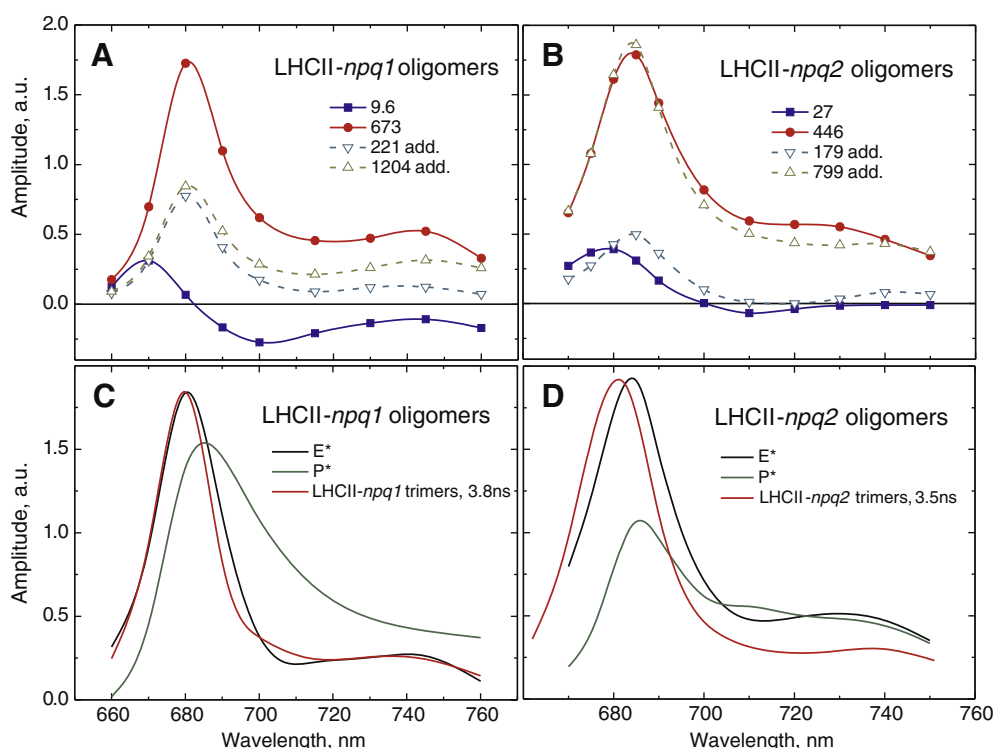 A
LHCII-npq1 oligomers
9.6
673
221 add.
1204 add.
B
LHCII-npq2 oligomers
27
446
179 add.
799 add.
Amplitude, a.u.
2.0
1.5
1.0
0.5
0.0
C
LHCII-npq1 oligomers
E*
P*
LHCII-npq1 trimers, 3.8ns
D
LHCII-npq2 oligomers
E*
P*
LHCII-npq2 trimers, 3.5ns
Amplitude, a.u.
1.5
1.0
0.5
0.0
660 680 700 720 740 760
680 700 720 740 760
Wavelength, nm
Wavelength, nm